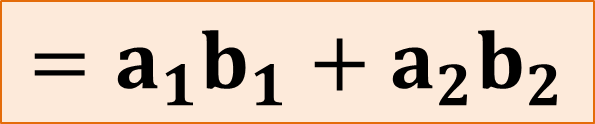 = a₁b₁ + a₂b₂